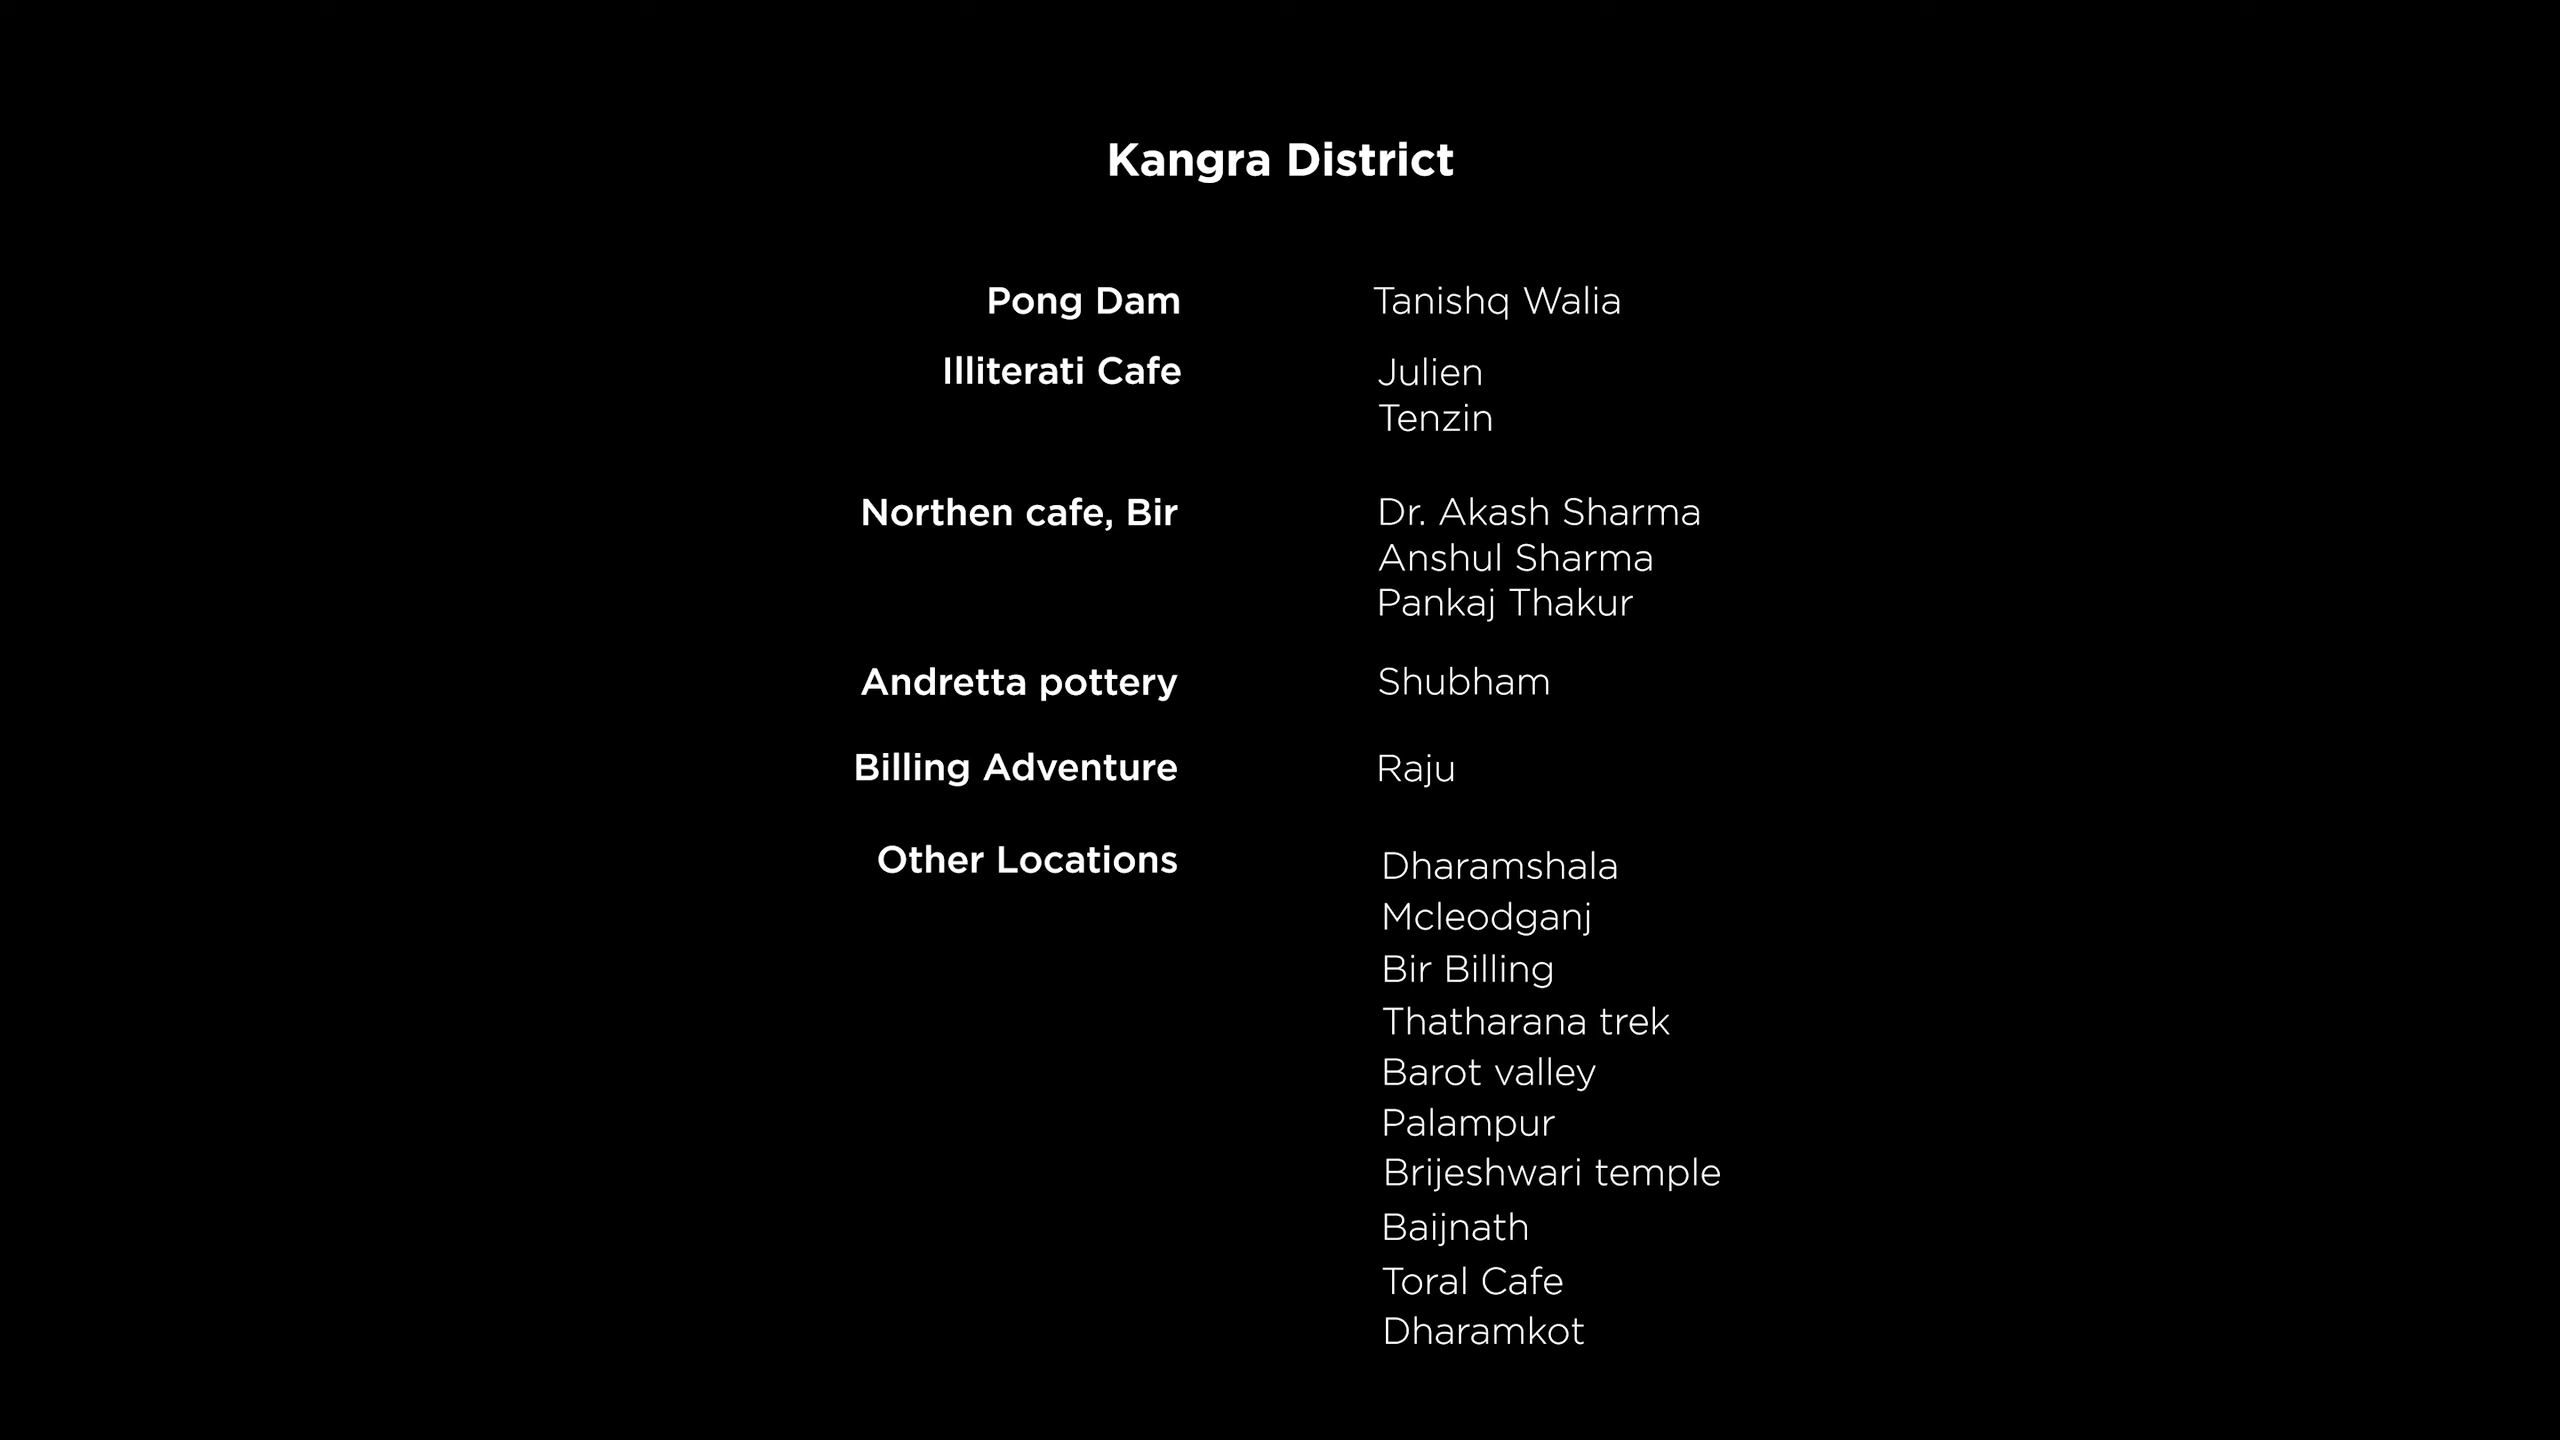 Kangra District
Pong Dam Tanishq Walia
Illiterati Cafe Julien
Tenzin
Northen cafe, Bir Dr. Akash Sharma
Anshul Sharma
Pankaj Thakur
Andretta pottery Shubham
Billing Adventure Raju
Other Locations Dharamshala
Mcleodganj
Bir Billing
Thatharana trek
Barot valley
Palampur
Brijeshwari temple
Baijnath
Toral Cafe
Dharamkot